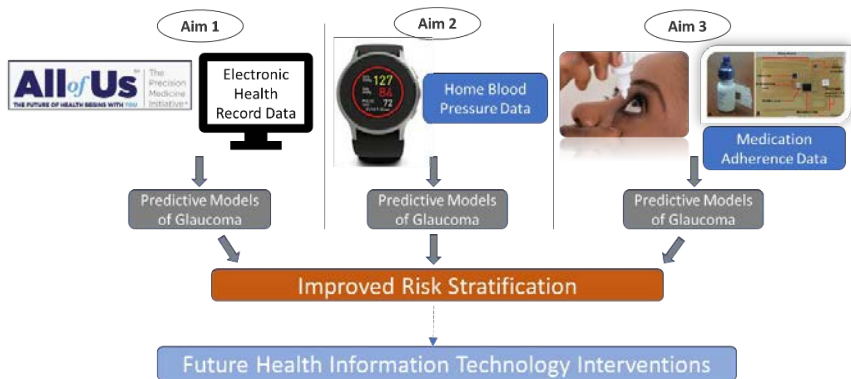 Aim 1
Aim 2
Aim 3
All of Us
The
Precision
Medicine
Initiative
THE FUTURE OF HEALTH BEGINS WITH YOU
Electronic
Health
Record Data
127
84
72
Home Blood
Pressure Data
Medication
Adherence Data
Predictive Models
of Glaucoma
Predictive Models
of Glaucoma
Predictive Models
of Glaucoma
Improved Risk Stratification
Future Health Information Technology Interventions